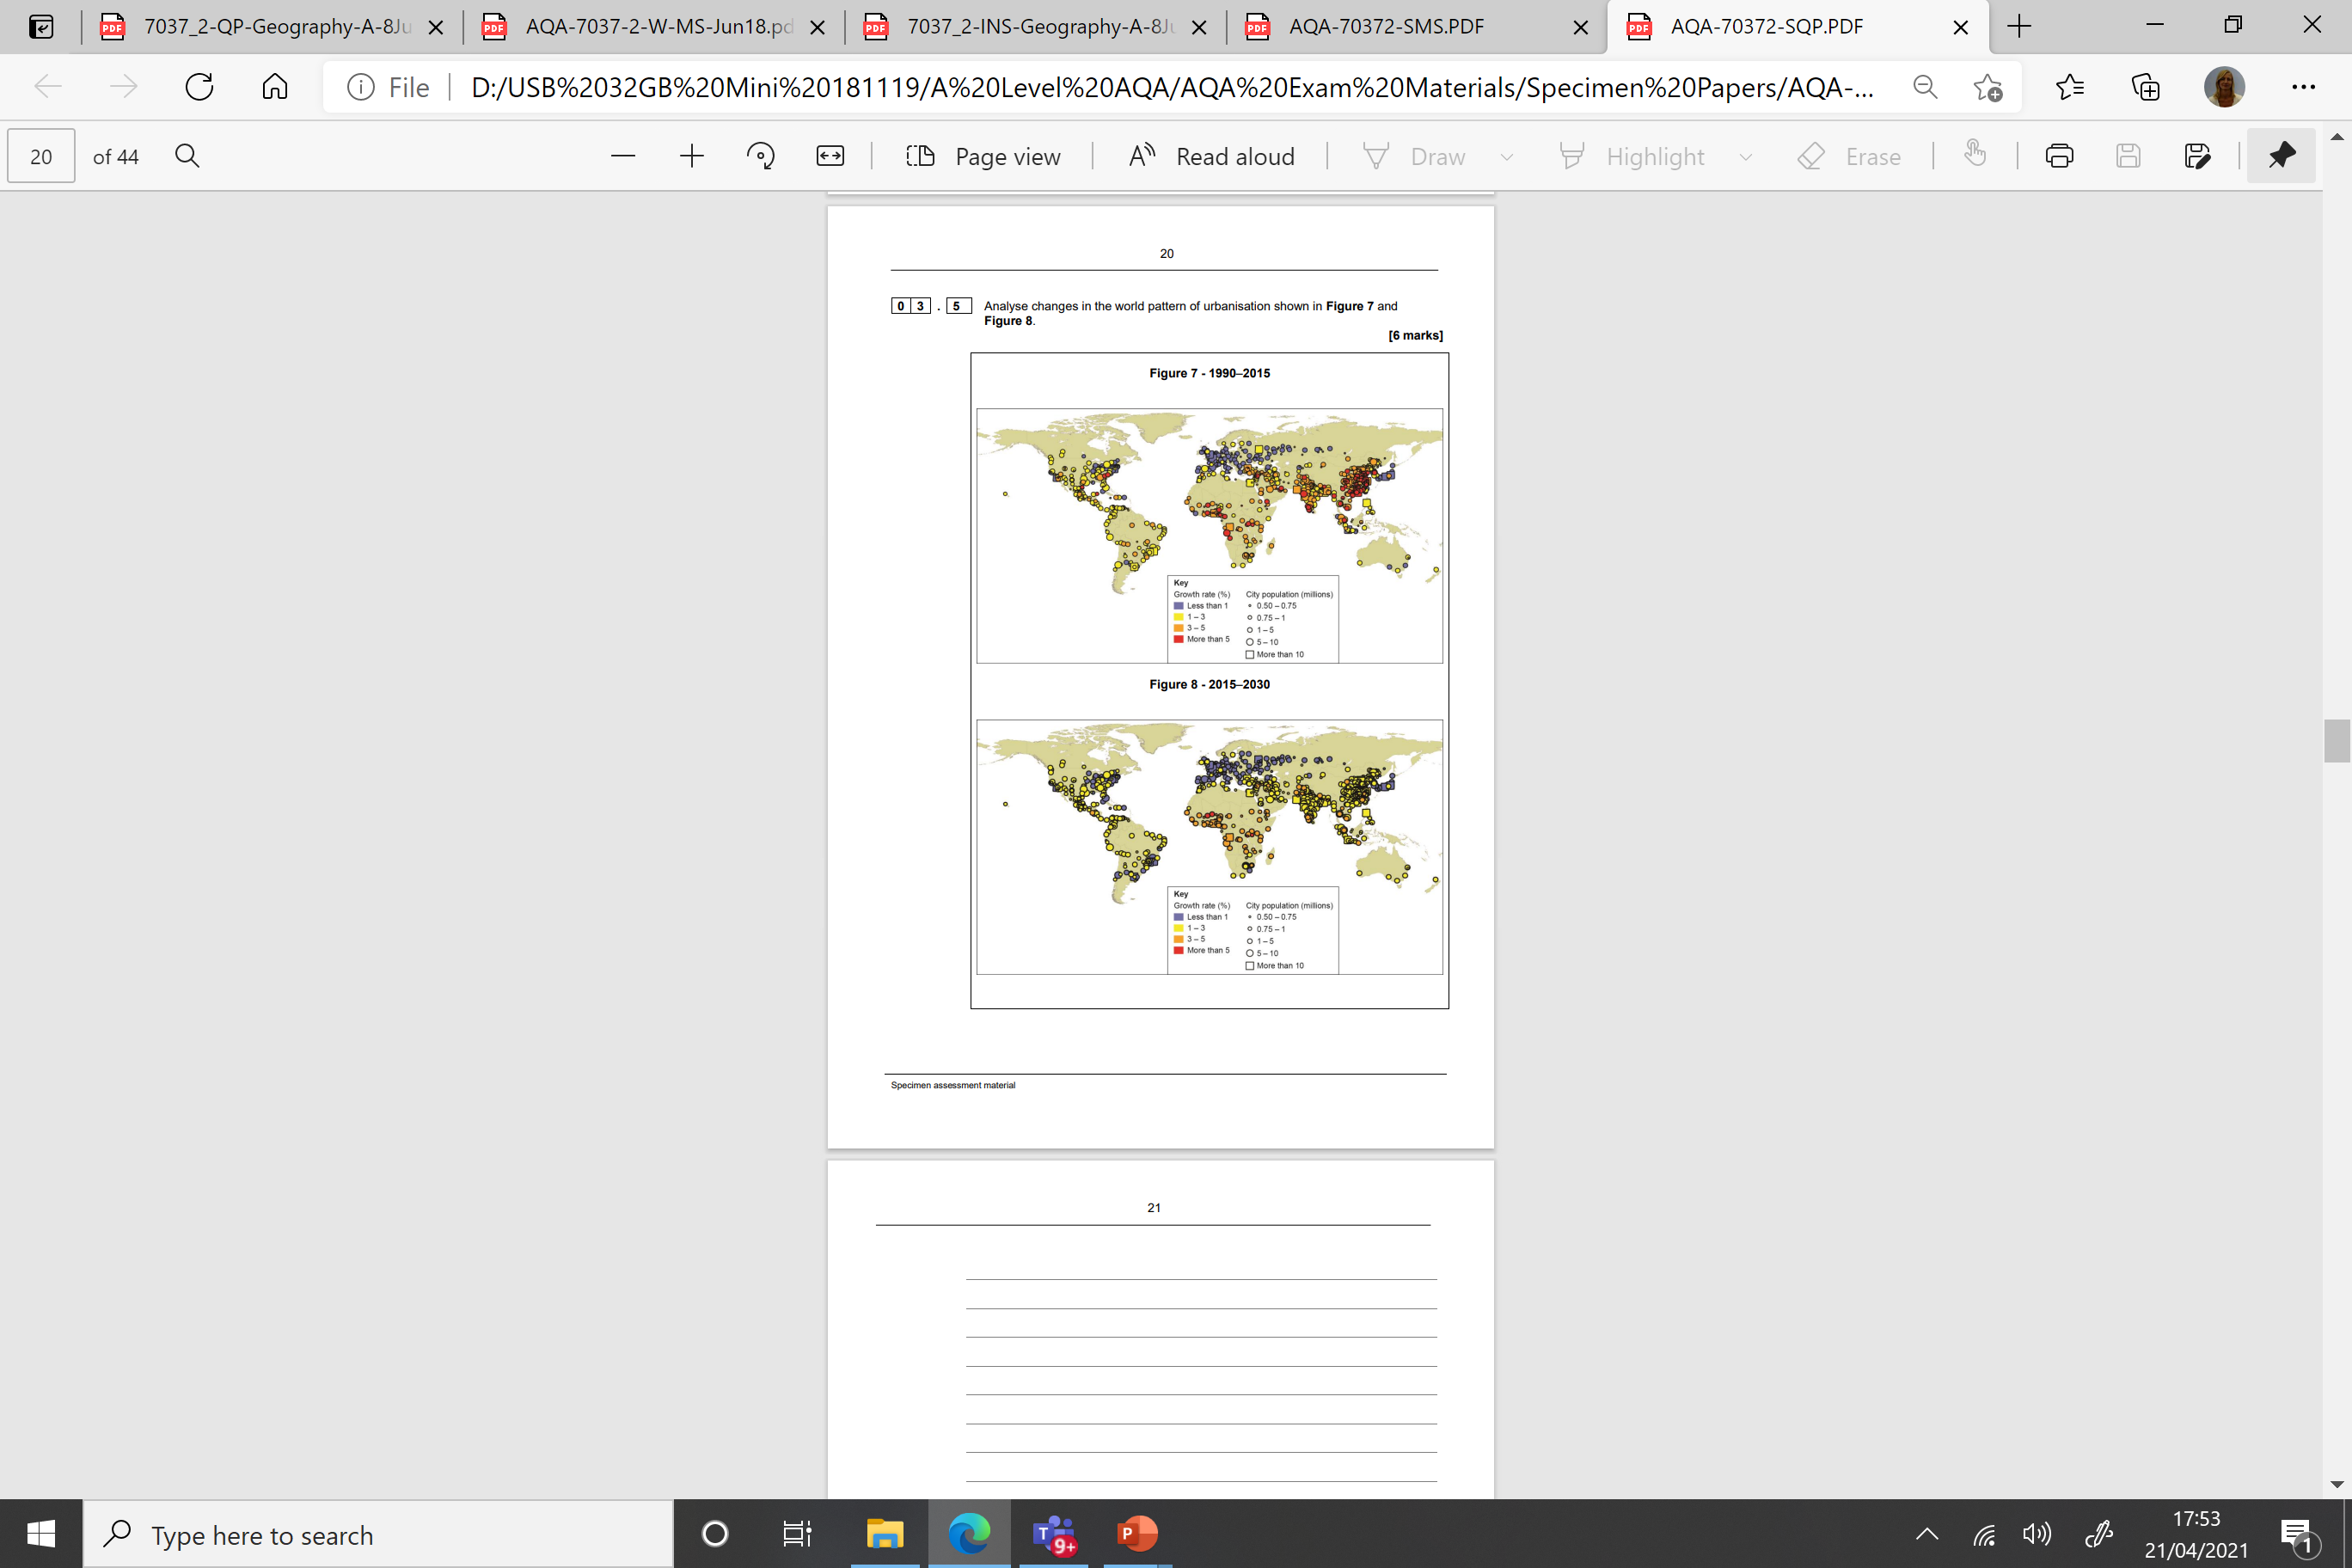 7037_2-QP-Geography-A-8Ju
AQA-7037-2-W-MS-Jun18.pd
7037_2-INS-Geography-A-8Ju
AQA-70372-SMS.PDF
AQA-70372-SQP.PDF
File
D:/USB%2032GB%20Mini%20181119/A%20Level%20AQA/AQA%20Exam%20Materials/Specimen%20Papers/AQA-...
20
of 44
Page view
Read aloud
Draw
Highlight
Erase
20
0 3 . 5 Analyse changes in the world pattern of urbanisation shown in Figure 7 and
Figure 8.
[6 marks]
Figure 7 - 1990–2015
Key
Growth rate (%) City population (millions)
Less than 1 0.50 – 0.75
1 – 3 0.75 – 1
3 – 5 1 – 5
More than 5 5 – 10
More than 10
Figure 8 - 2015–2030
Key
Growth rate (%) City population (millions)
Less than 1 0.50 – 0.75
1 – 3 0.75 – 1
3 – 5 1 – 5
More than 5 5 – 10
More than 10
Specimen assessment material
21
Type here to search
9+
17:53
21/04/2021
1